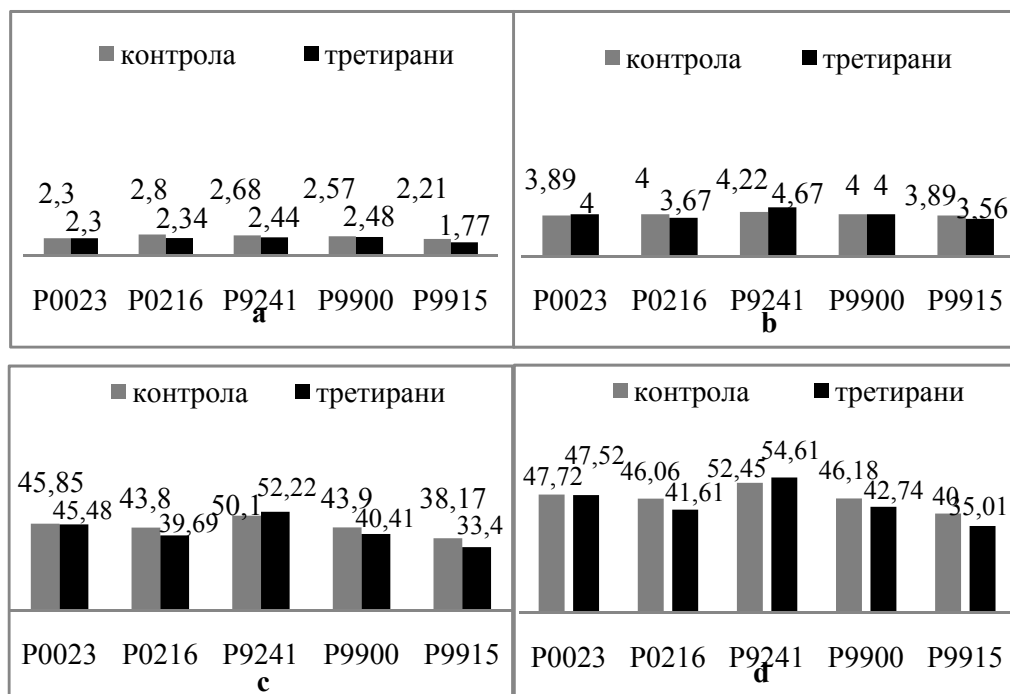 контрола третирани
2,3 2,3 2,8 2,34 2,68 2,44 2,57 2,48 2,21 1,77
P0023 P0216 P9241 P9900 P9915
a
контрола третирани
3,89 4 4 3,67 4,22 4,67 4 4 3,89 3,56
P0023 P0216 P9241 P9900 P9915
b
контрола третирани
45,85 45,48 43,8 39,69 50,1 52,22 43,9 40,41 38,17 33,4
P0023 P0216 P9241 P9900 P9915
c
контрола третирани
47,72 47,52 46,06 41,61 52,45 54,61 46,18 42,74 40 35,01
P0023 P0216 P9241 P9900 P9915
d